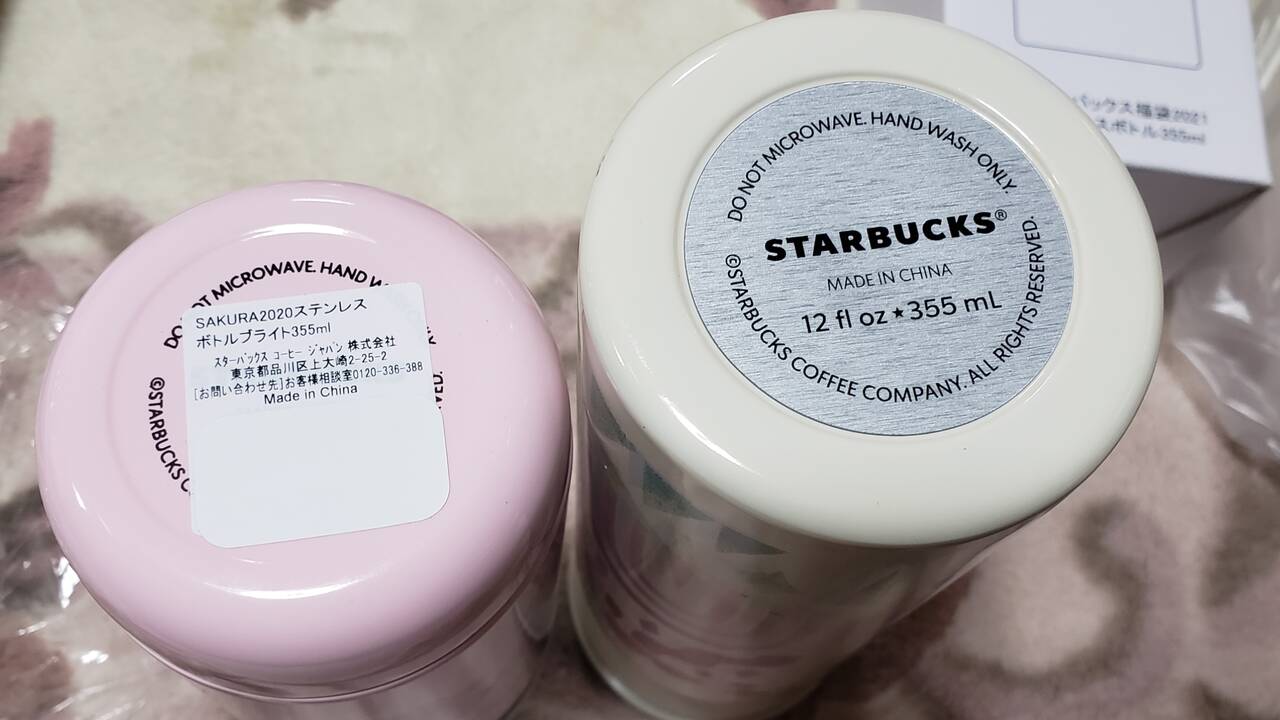 DO NOT MICROWAVE. HAND
SAKURA2020ステンレス
ボトルブライト355ml
スターバックス コーヒー ジャパン 株式会社
東京都品川区上大崎2-25-2
[お問い合わせ先]お客様相談室0120-336-388
Made in China
©STARBUCKS
DO NOT MICROWAVE. HAND WASH ONLY.
STARBUCKS®
MADE IN CHINA
12 fl oz★355 mL
©STARBUCKS COFFEE COMPANY. ALL RIGHTS RESERVED.
バックス福袋2021
スボトル355ml